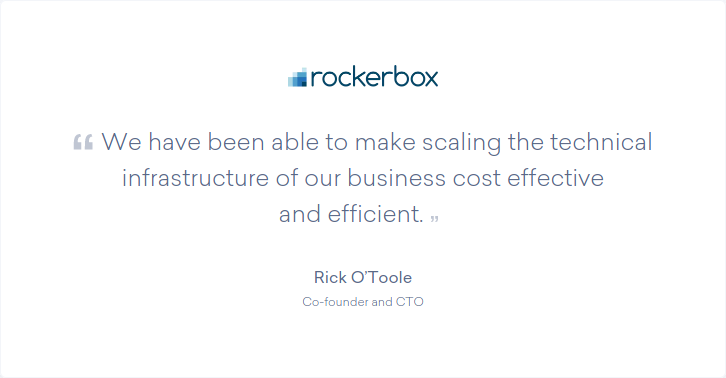 rockerbox
“ We have been able to make scaling the technical
infrastructure of our business cost effective
and efficient. ”
Rick O’Toole
Co-founder and CTO